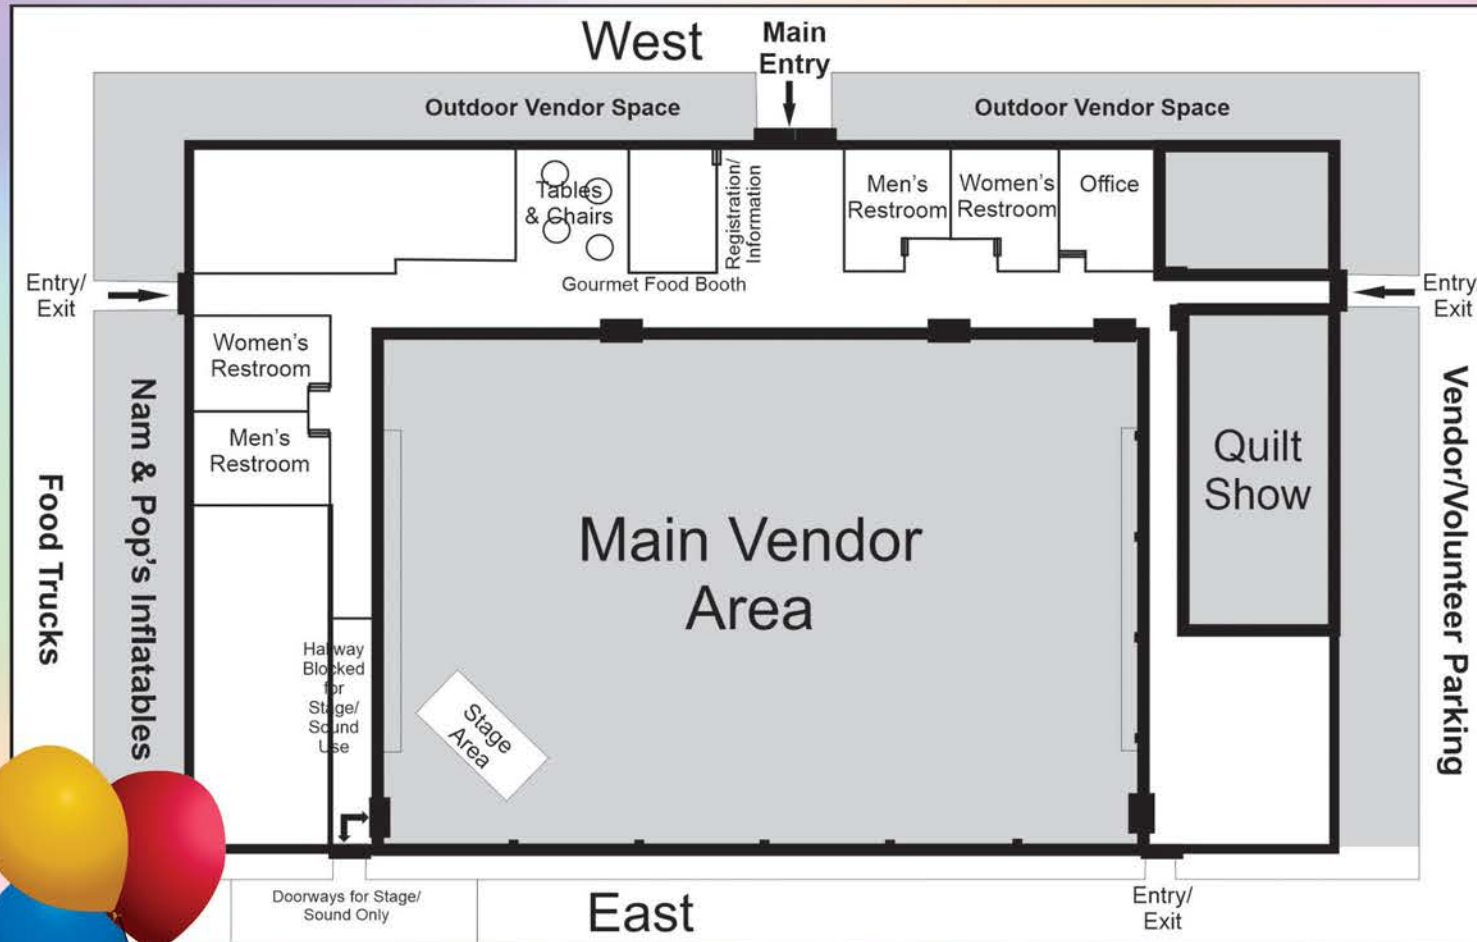 West
Main
Entry
Outdoor Vendor Space
Outdoor Vendor Space
Tables
& Chairs
Registration/
Information
Men's
Restroom
Women's
Restroom
Office
Gourmet Food Booth
Entry/
Exit
Entry/
Exit
Women's
Restroom
Men's
Restroom
Food Trucks
Nam & Pop's Inflatables
Main Vendor
Area
Quilt
Show
Vendor/Volunteer Parking
Hallway
Blocked
for
Stage/
Sound
Use
Stage
Area
Doorways for Stage/
Sound Only
East
Entry/
Exit